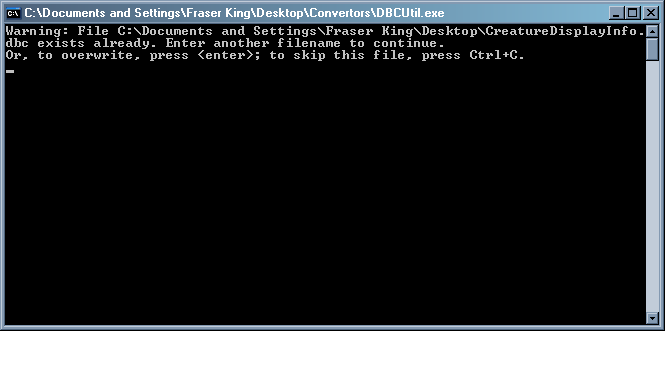 C:\Documents and Settings\Fraser King\Desktop\Convertors\DBCUtil.exe
Warning: File C:\Documents and Settings\Fraser King\Desktop\CreatureDisplayInfo.
dbc exists already. Enter another filename to continue.
Or, to overwrite, press <enter>; to skip this file, press Ctrl+C.